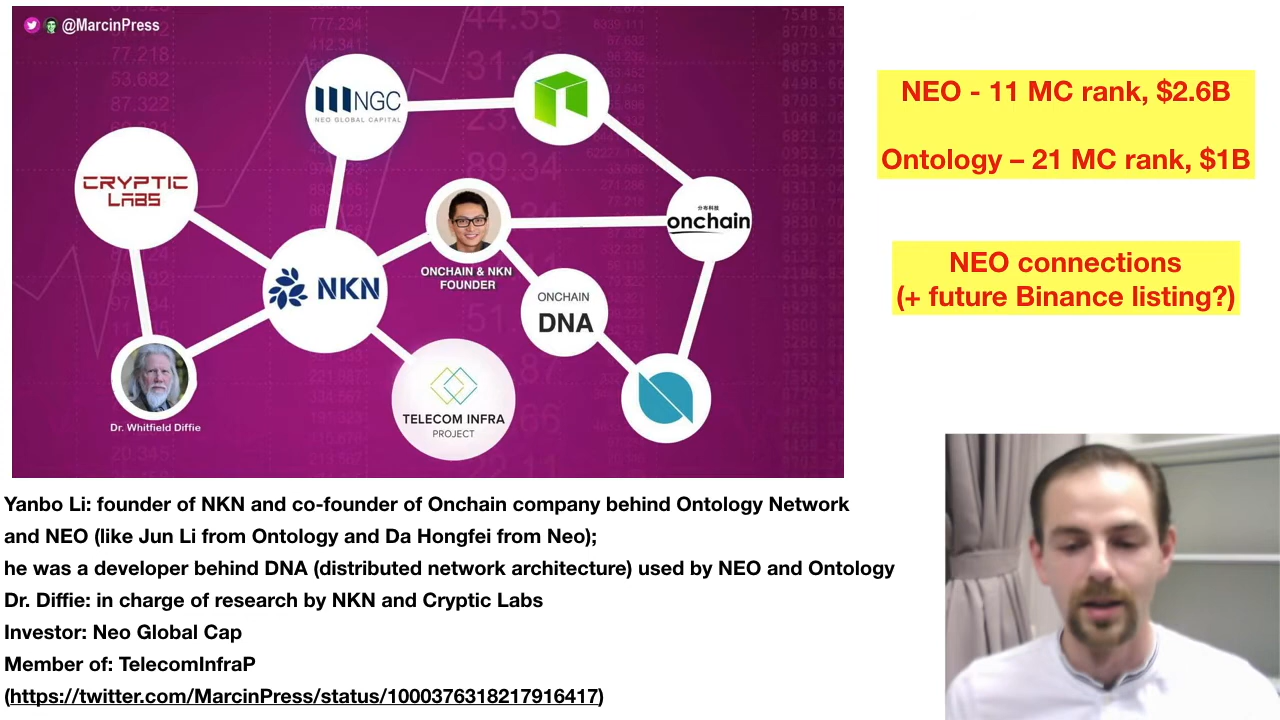 @MarcinPress
NGC
NEO GLOBAL CAPITAL
CRYPTIC
LABS
分布科技
onchain
ONCHAIN & NKN
FOUNDER
NKN
ONCHAIN
DNA
TELECOM INFRA
PROJECT
Dr. Whitfield Diffie
NEO - 11 MC rank, $2.6B
Ontology – 21 MC rank, $1B
NEO connections
(+ future Binance listing?)
Yanbo Li: founder of NKN and co-founder of Onchain company behind Ontology Network
and NEO (like Jun Li from Ontology and Da Hongfei from Neo);
he was a developer behind DNA (distributed network architecture) used by NEO and Ontology
Dr. Diffie: in charge of research by NKN and Cryptic Labs
Investor: Neo Global Cap
Member of: TelecomInfraP
(https://twitter.com/MarcinPress/status/1000376318217916417)